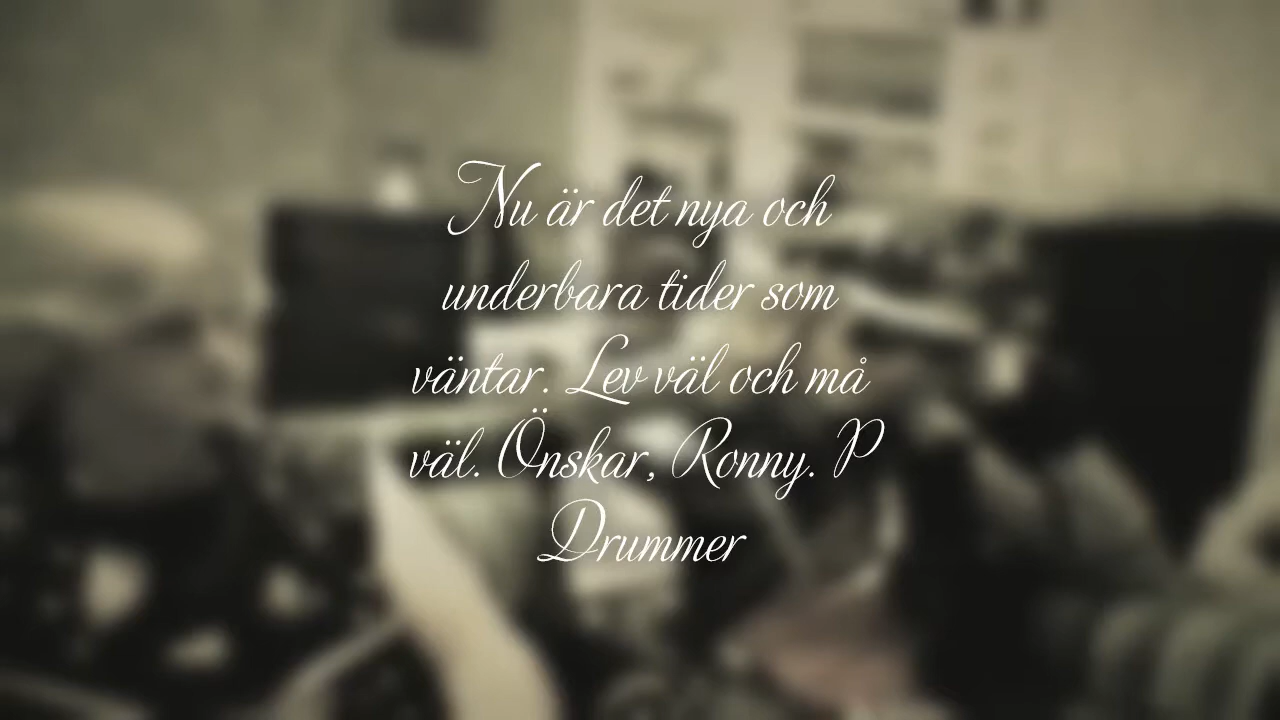 Nu är det nya och
underbara tider som
väntar. Lev väl och må
väl. Önskar, Ronny. P
Drummer